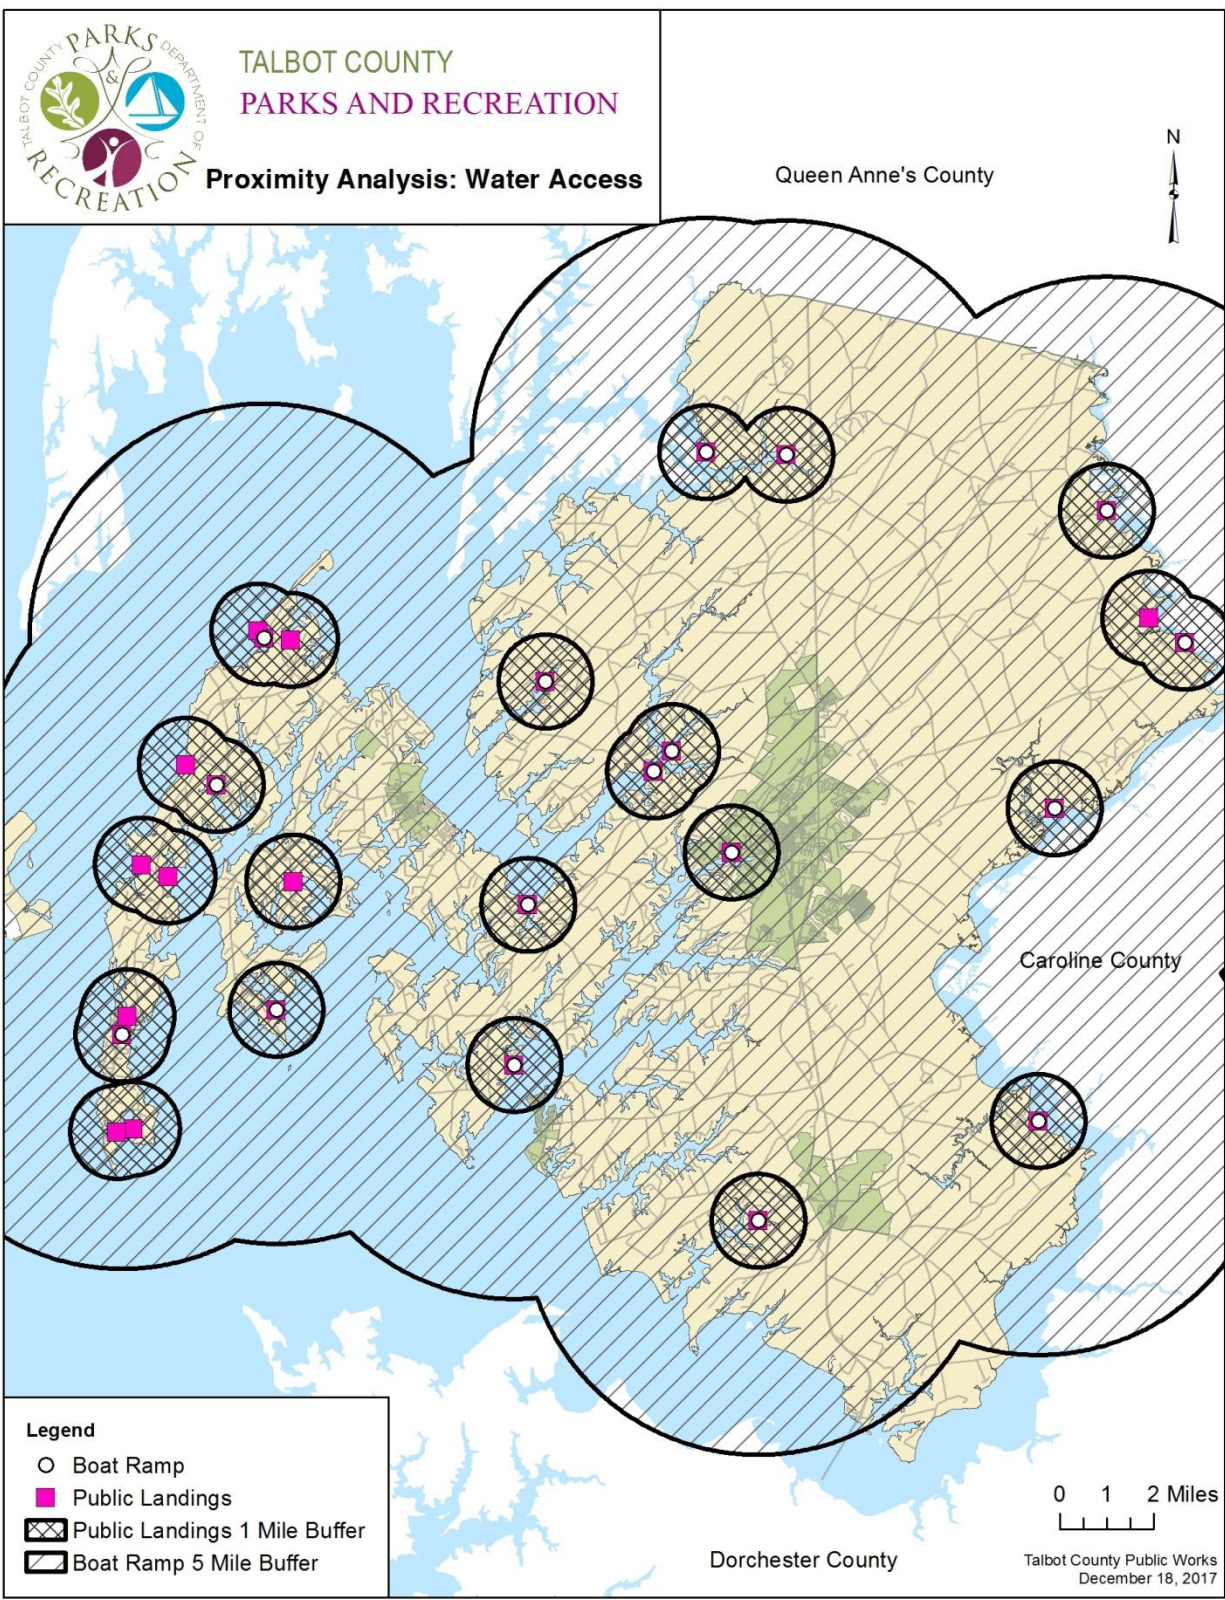 TALBOT COUNTY
PARKS
&
DEPARTMENT OF
RECREATION
TALBOT COUNTY
PARKS AND RECREATION
Proximity Analysis: Water Access
Queen Anne's County
N
Caroline County
Legend
Boat Ramp
Public Landings
Public Landings 1 Mile Buffer
Boat Ramp 5 Mile Buffer
Dorchester County
0 1 2 Miles
Talbot County Public Works
December 18, 2017